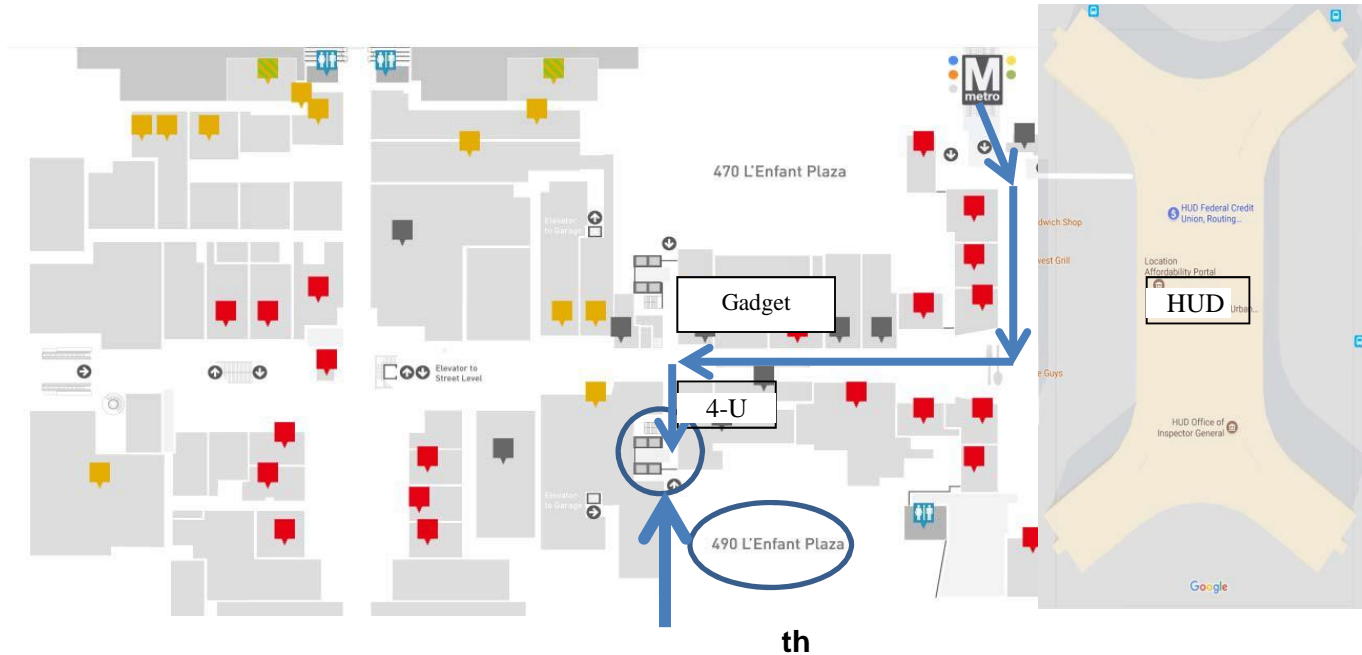 M
metro
470 L'Enfant Plaza
HUD Federal Credit
Union, Routing...
Elevator
to Garage
dwich Shop
west Grill
Location
Affordability Portal
Gadget
HUD
Urban...
Elevator to
Street Level
e Guys
4-U
HUD Office of
Inspector General
Elevator
to Garage
490 L'Enfant Plaza
Google
th